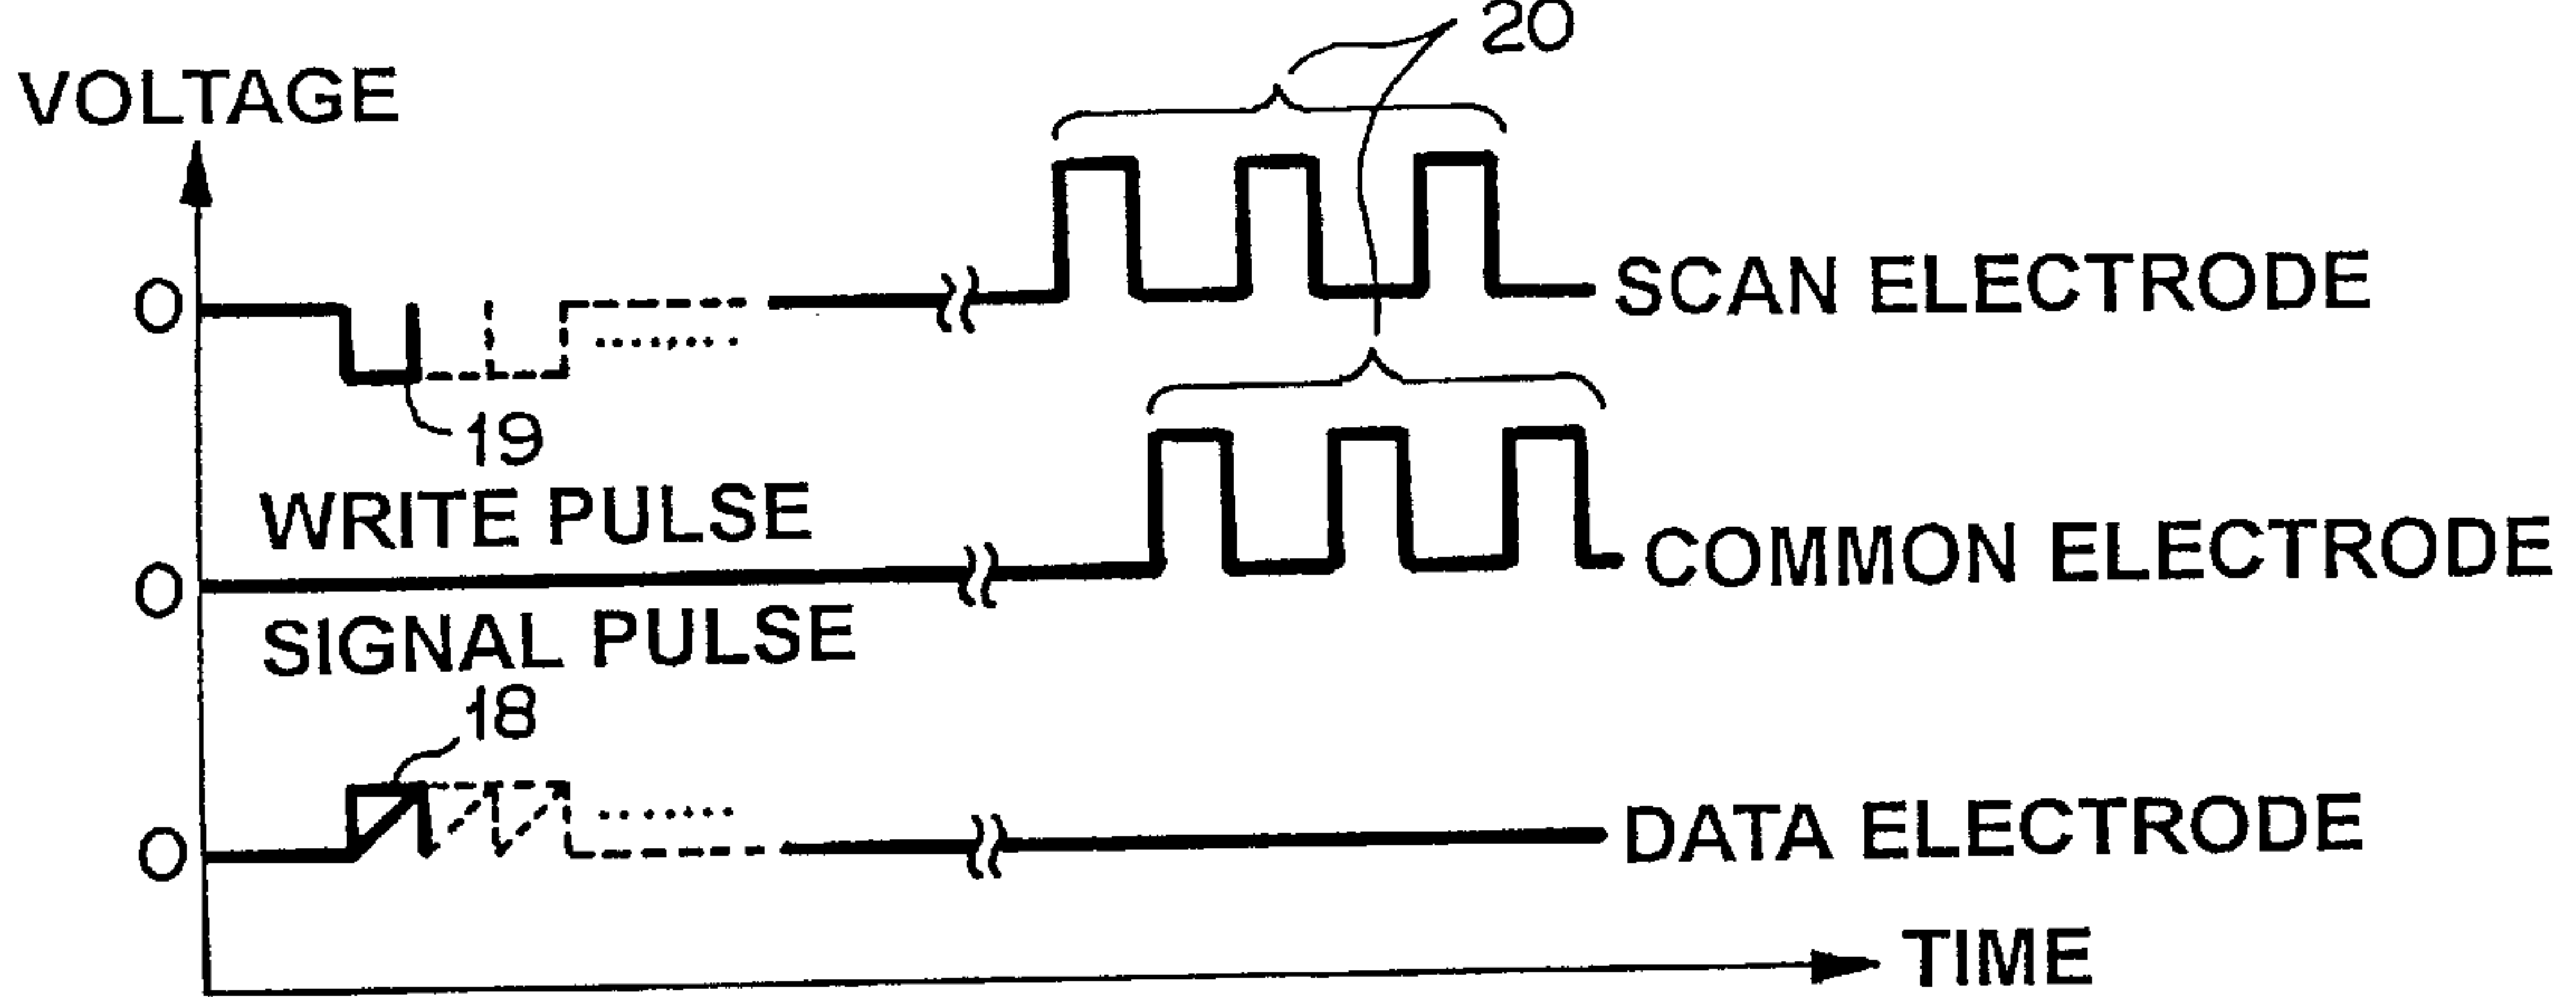 20
VOLTAGE
0
SCAN ELECTRODE
19
WRITE PULSE
0
COMMON ELECTRODE
SIGNAL PULSE
18
0
DATA ELECTRODE
TIME